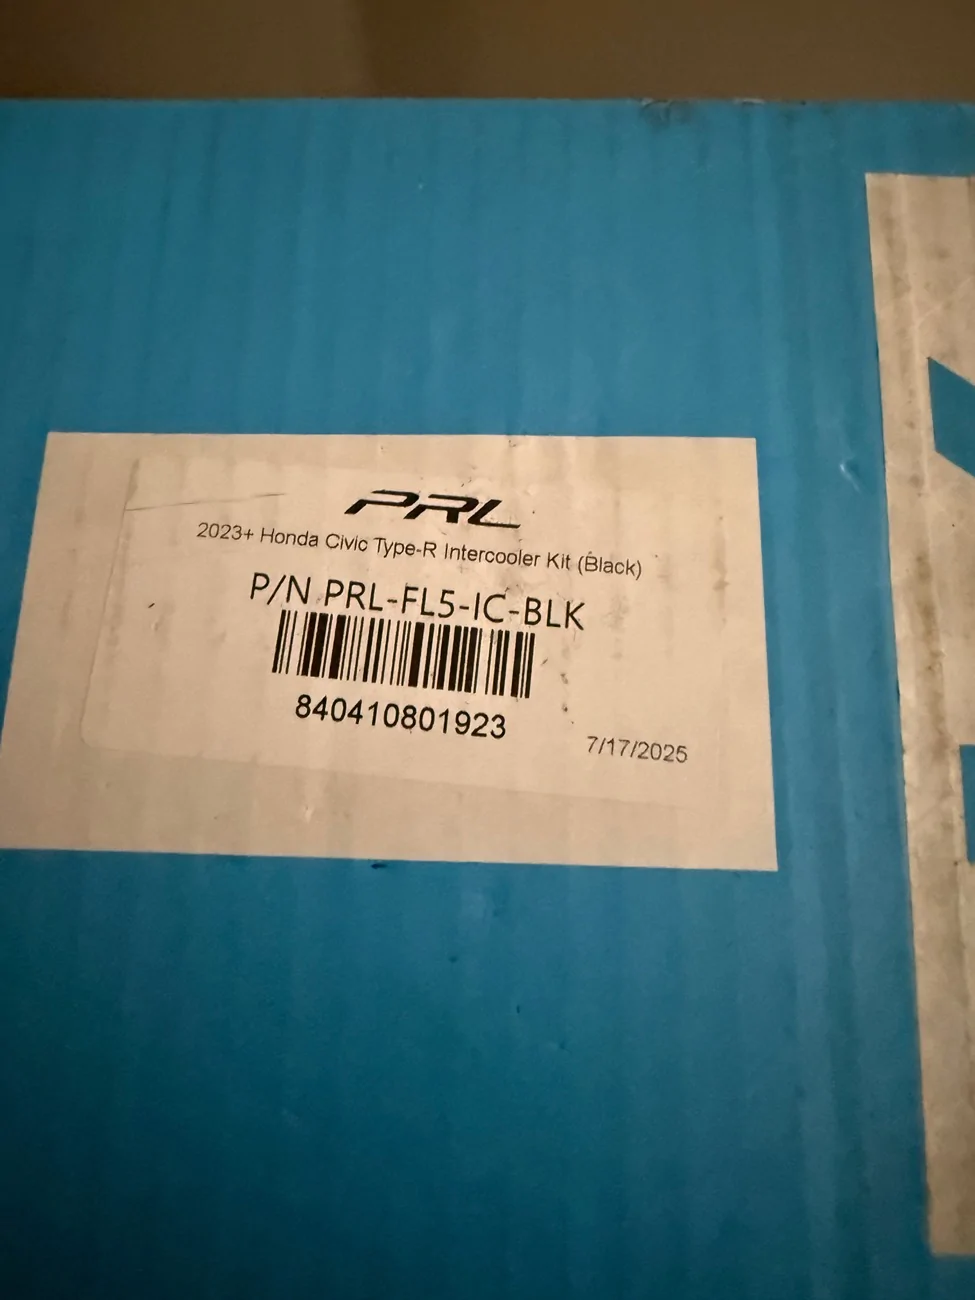 PRL
2023+ Honda Civic Type-R Intercooler Kit (Black)
P/N PRL-FL5-IC-BLK
840410801923
7/17/2025